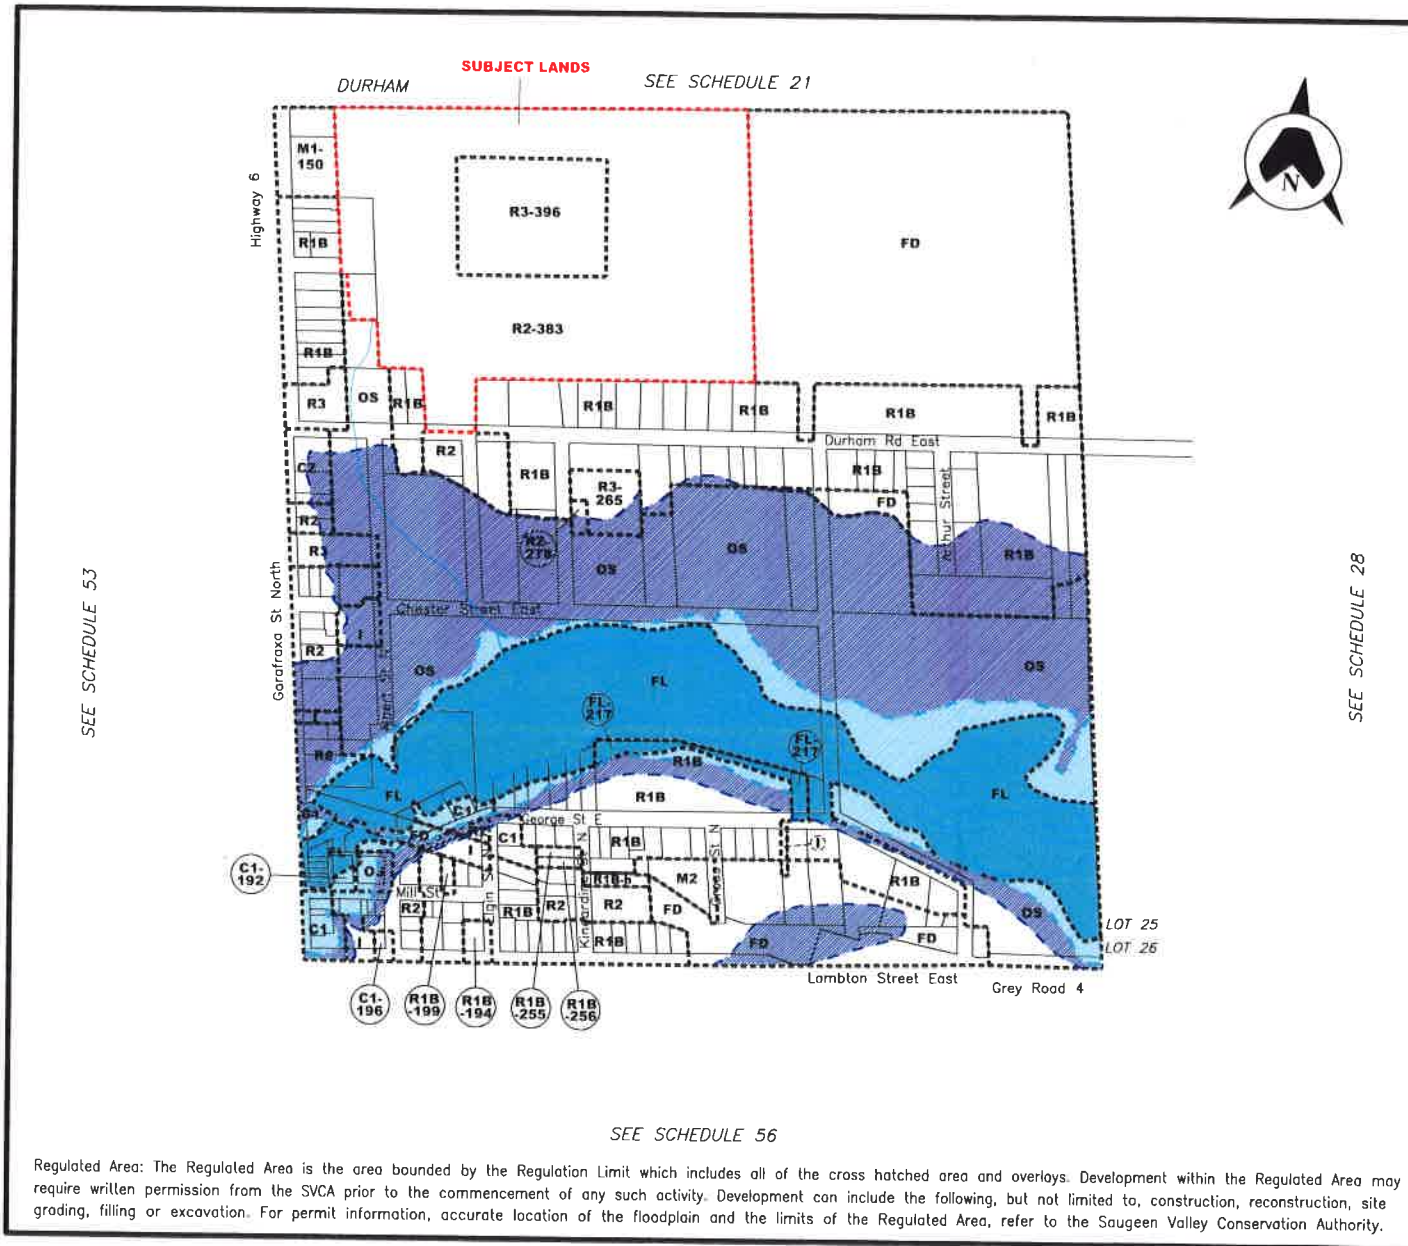 SUBJECT LANDS
DURHAM
SEE SCHEDULE 21
N
M1-
150
Highway 6
R3-396
FD
R1B
R2-383
R1B
R3
OS
R1B
R1B
R1B
R1B
R1B
Durham Rd East
C2
R2
R1B
R3-
265
R1B
FD
Arthur Street
R2
R3
R2-
278
OS
OS
R1B
SEE SCHEDULE 53
SEE SCHEDULE 28
Garafraxa St North
Chester Street East
I
R2
OS
OS
FL
FL-
217
FL-
217
R1B
FL
C1
FL
R1B
George St E
C1
R1B
I
C1-
192
Mill St
R1B-h
M2
R1B
R2
R1B
R2
R2
FD
OS
C1
I
R1B
FD
FD
LOT 25
LOT 26
Lambton Street East
Grey Road 4
C1-
196
R1B
-199
R1B
-194
R1B
-255
R1B
-256
SEE SCHEDULE 56
Regulated Area: The Regulated Area is the area bounded by the Regulation Limit which includes all of the cross hatched area and overlays. Development within the Regulated Area may
require written permission from the SVCA prior to the commencement of any such activity. Development can include the following, but not limited to, construction, reconstruction, site
grading, filling or excavation. For permit information, accurate location of the floodplain and the limits of the Regulated Area, refer to the Saugeen Valley Conservation Authority.